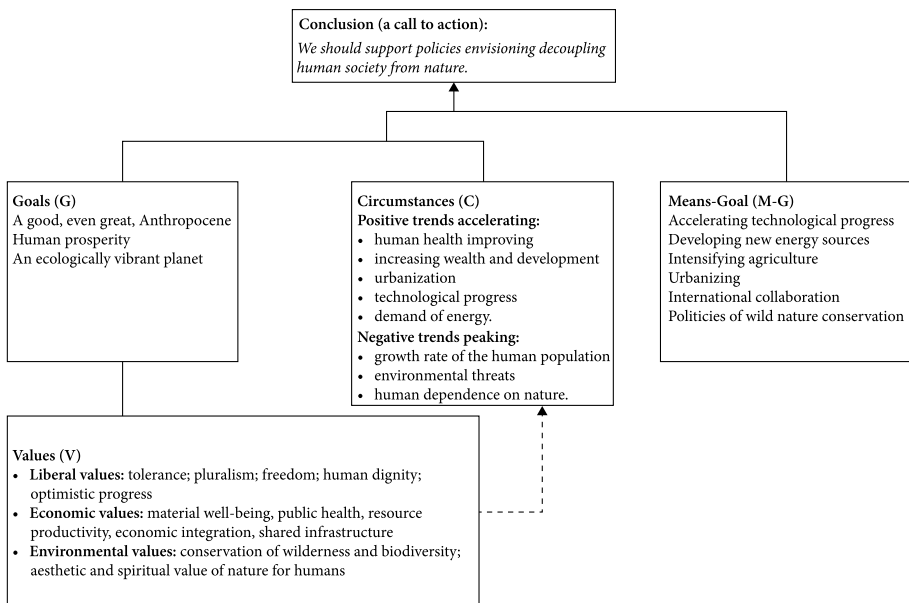 Conclusion (a call to action):
We should support policies envisioning decoupling
human society from nature.
Goals (G)
A good, even great, Anthropocene
Human prosperity
An ecologically vibrant planet
Circumstances (C)
Positive trends accelerating:
• human health improving
• increasing wealth and development
• urbanization
• technological progress
• demand of energy.
Negative trends peaking:
• growth rate of the human population
• environmental threats
• human dependence on nature.
Means-Goal (M-G)
Accelerating technological progress
Developing new energy sources
Intensifying agriculture
Urbanizing
International collaboration
Politicies of wild nature conservation
Values (V)
• Liberal values: tolerance; pluralism; freedom; human dignity;
optimistic progress
• Economic values: material well-being, public health, resource
productivity, economic integration, shared infrastructure
• Environmental values: conservation of wilderness and biodiversity;
aesthetic and spiritual value of nature for humans